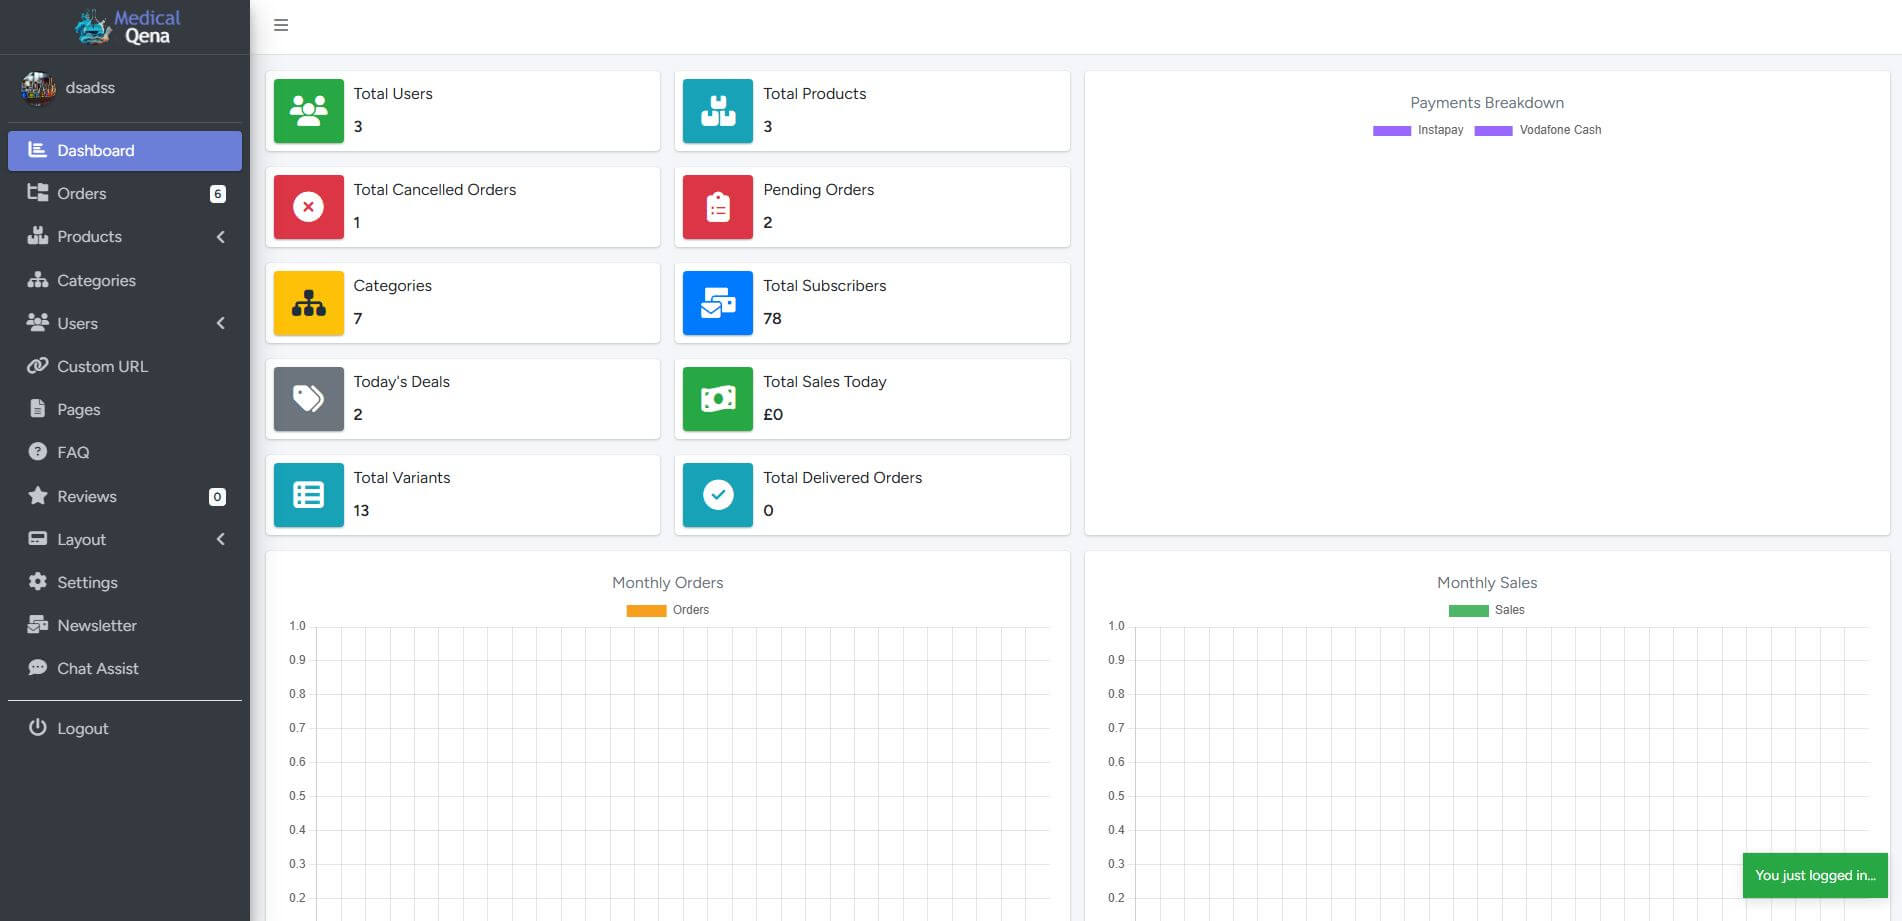 Medical
Qena
dsadss
Dashboard
Orders 6
Products
Categories
Users
Custom URL
Pages
FAQ
Reviews 0
Layout
Settings
Newsletter
Chat Assist
Logout
Total Users
3
Total Products
3
Total Cancelled Orders
1
Pending Orders
2
Categories
7
Total Subscribers
78
Today's Deals
2
Total Sales Today
£0
Total Variants
13
Total Delivered Orders
0
Payments Breakdown
Instapay Vodafone Cash
Monthly Orders
Orders
1.0
0.9
0.8
0.7
0.6
0.5
0.4
0.3
0.2
Monthly Sales
Sales
1.0
0.9
0.8
0.7
0.6
0.5
0.4
0.3
0.2
You just logged in...